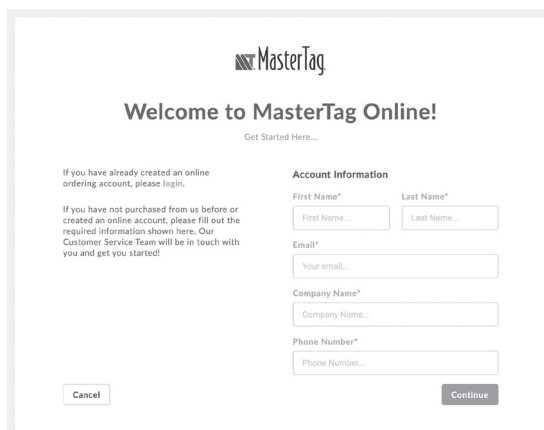 MasterTag
Welcome to MasterTag Online!
Get Started Here...
If you have already created an online
ordering account, please login.
If you have not purchased from us before or
created an online account, please fill out the
required information shown here. Our
Customer Service Team will be in touch with
you and get you started!
Account Information
First Name* Last Name*
First Name... Last Name...
Email*
Your email...
Company Name*
Company Name...
Phone Number*
Phone Number...
Cancel Continue